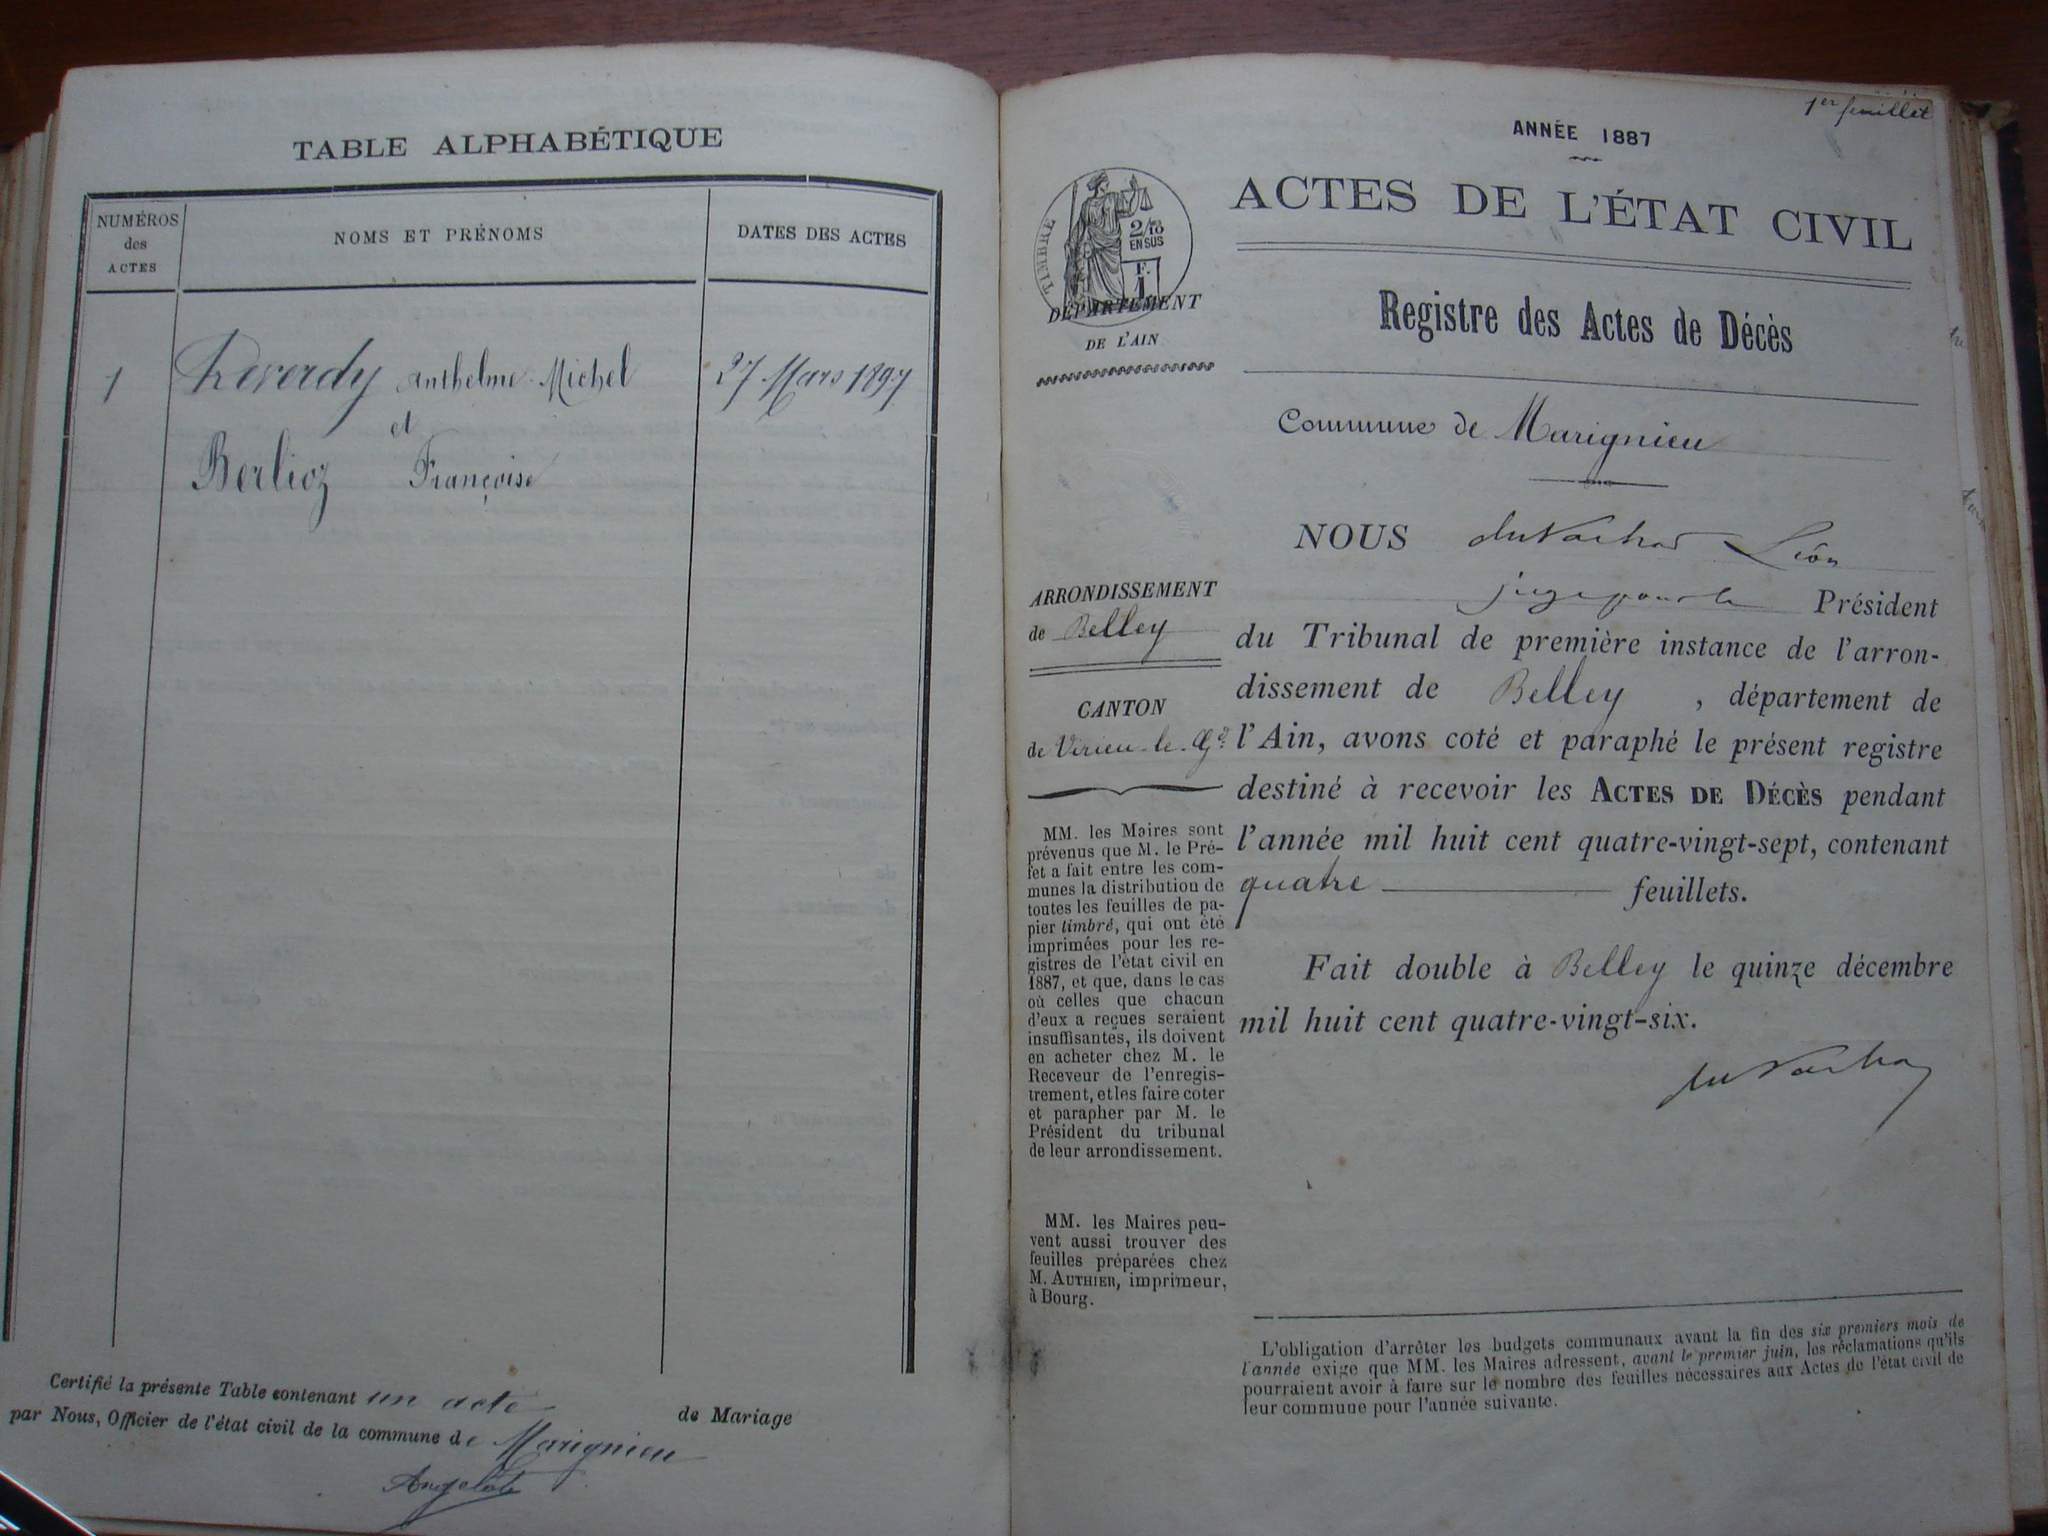 TABLE ALPHABÉTIQUE
NUMÉROS
des
ACTES
NOMS ET PRÉNOMS
DATES DES ACTES
1 Reverdy Anthelme Michel 27 Mars 1897
et
Berlioz Françoise
Certifié la présente Table contenant un acte de Mariage
par Nous, Officier de l'état civil de la commune de Marignieu
1er feuillet
ANNÉE 1887
ACTES DE L'ÉTAT CIVIL
TIMBRE
2/10
EN SUS
F.
1
DÉPARTEMENT
DE L'AIN
Registre des Actes de Décès
Commune de Marignieu
ARRONDISSEMENT
de Belley
CANTON
de Virieu-le-Gd
MM. les Maires sont
prévenus que M. le Pré-
fet a fait entre les com-
munes la distribution de
toutes les feuilles de pa-
pier timbré, qui ont été
imprimées pour les re-
gistres de l'état civil en
1887, et que, dans le cas
où celles que chacun
d'eux a reçues seraient
insuffisantes, ils doivent
en acheter chez M. le
Receveur de l'enregis-
trement, et les faire coter
et parapher par M. le
Président du tribunal
de leur arrondissement.
MM. les Maires peu-
vent aussi trouver des
feuilles préparées chez
M. AUTHIER, imprimeur,
à Bourg.
NOUS Léon
juge pour le Président
du Tribunal de première instance de l'arron-
dissement de Belley , département de
l'Ain, avons coté et paraphé le présent registre
destiné à recevoir les ACTES DE DÉCÈS pendant
l'année mil huit cent quatre-vingt-sept, contenant
quatre feuillets.
Fait double à Belley le quinze décembre
mil huit cent quatre-vingt-six.
L'obligation d'arrêter les budgets communaux avant la fin des six premiers mois de
l'année exige que MM. les Maires adressent, avant le premier juin, les réclamations qu'ils
pourraient avoir à faire sur le nombre des feuilles nécessaires aux Actes de l'état civil de
leur commune pour l'année suivante.